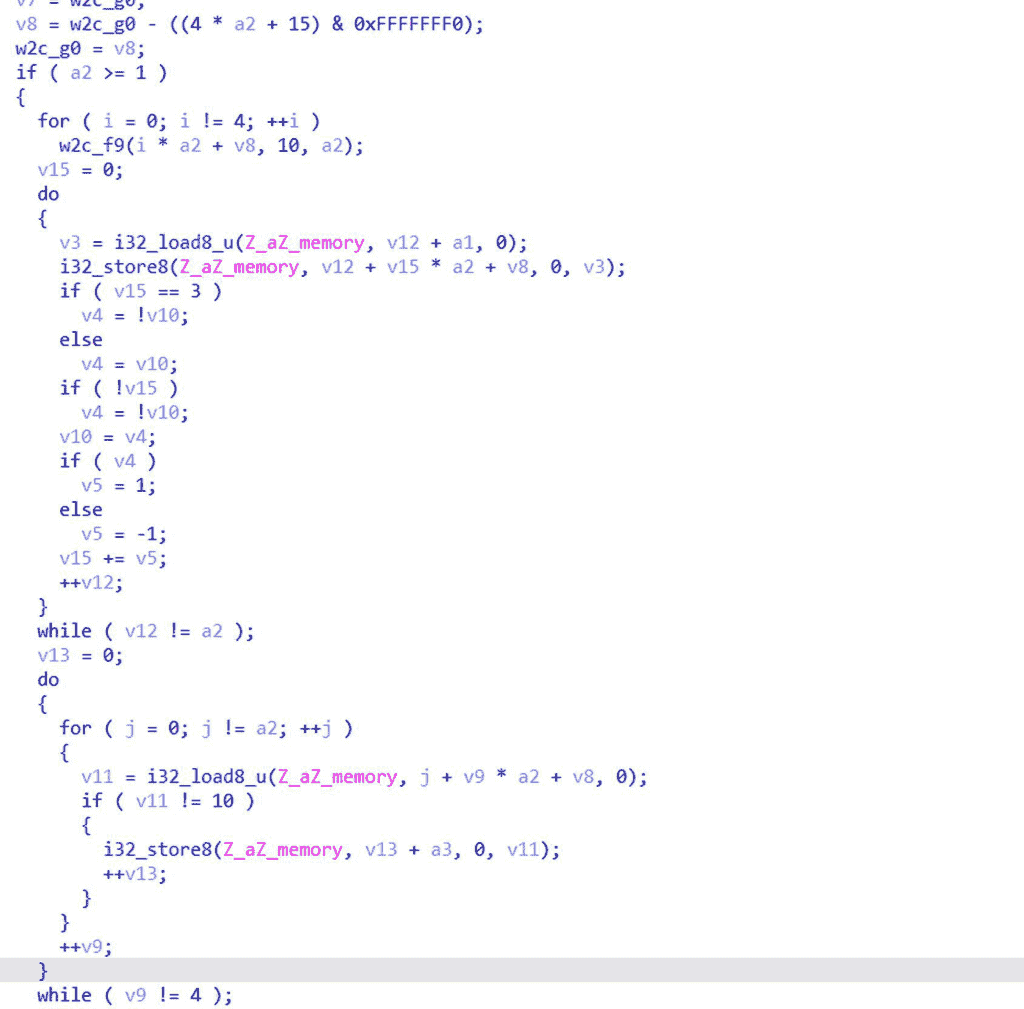 v7 = w2c_g0;
v8 = w2c_g0 - ((4 * a2 + 15) & 0xFFFFFFF0);
w2c_g0 = v8;
if ( a2 >= 1 )
{
for ( i = 0; i != 4; ++i )
w2c_f9(i * a2 + v8, 10, a2);
v15 = 0;
do
{
v3 = i32_load8_u(Z_aZ_memory, v12 + a1, 0);
i32_store8(Z_aZ_memory, v12 + v15 * a2 + v8, 0, v3);
if ( v15 == 3 )
v4 = !v10;
else
v4 = v10;
if ( !v15 )
v4 = !v10;
v10 = v4;
if ( v4 )
v5 = 1;
else
v5 = -1;
v15 += v5;
++v12;
}
while ( v12 != a2 );
v13 = 0;
do
{
for ( j = 0; j != a2; ++j )
{
v11 = i32_load8_u(Z_aZ_memory, j + v9 * a2 + v8, 0);
if ( v11 != 10 )
{
i32_store8(Z_aZ_memory, v13 + a3, 0, v11);
++v13;
}
}
++v9;
}
while ( v9 != 4 );